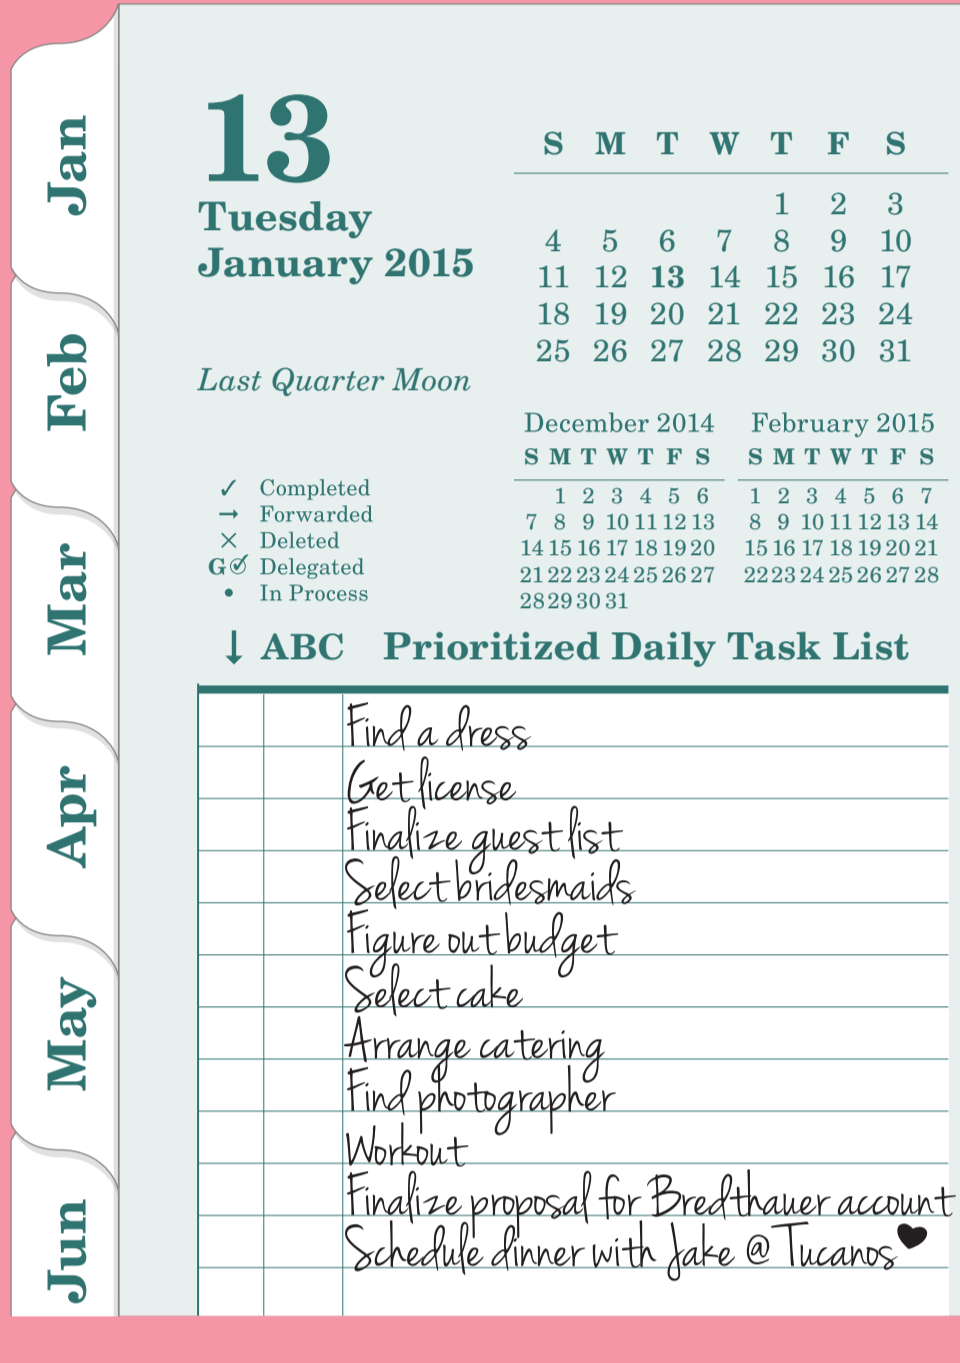 Jan
Feb
Mar
Apr
May
Jun
13
Tuesday
January 2015
Last Quarter Moon
S M T W T F S
1 2 3
4 5 6 7 8 9 10
11 12 13 14 15 16 17
18 19 20 21 22 23 24
25 26 27 28 29 30 31
December 2014
S M T W T F S
1 2 3 4 5 6
7 8 9 10 11 12 13
14 15 16 17 18 19 20
21 22 23 24 25 26 27
28 29 30 31
February 2015
S M T W T F S
1 2 3 4 5 6 7
8 9 10 11 12 13 14
15 16 17 18 19 20 21
22 23 24 25 26 27 28
✓ Completed
→ Forwarded
× Deleted
G✓ Delegated
• In Process
↓ ABC Prioritized Daily Task List
Find a dress
Get license
Finalize guest list
Select bridesmaids
Figure out budget
Select cake
Arrange catering
Find photographer
Workout
Finalize proposal for Bredthauer account
Schedule dinner with Jake @ Tucanos♥